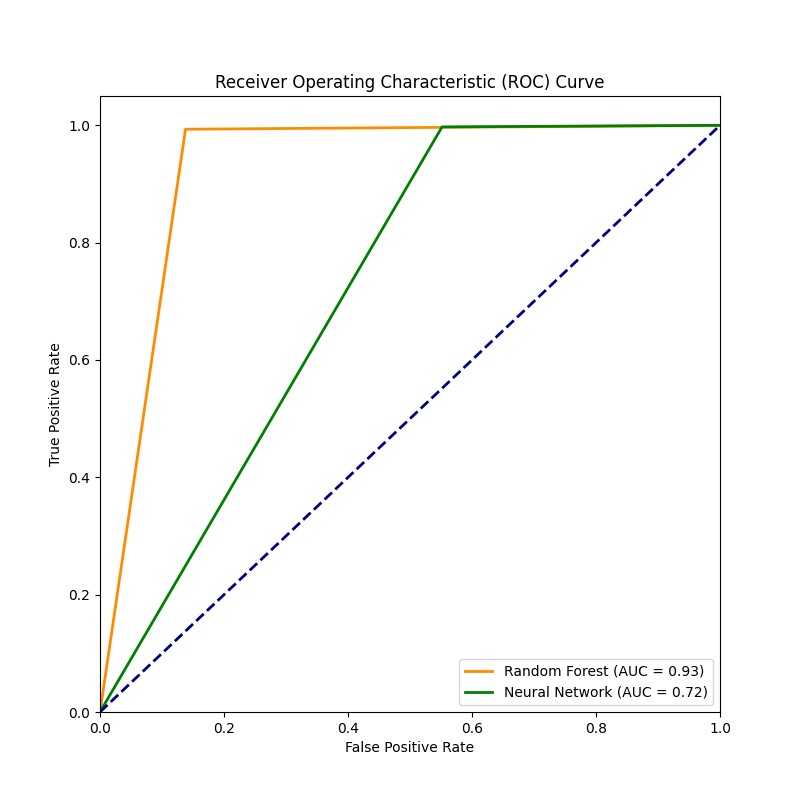 Receiver Operating Characteristic (ROC) Curve
True Positive Rate
1.0
0.8
0.6
0.4
0.2
0.0
0.0 0.2 0.4 0.6 0.8 1.0
False Positive Rate
Random Forest (AUC = 0.93)
Neural Network (AUC = 0.72)